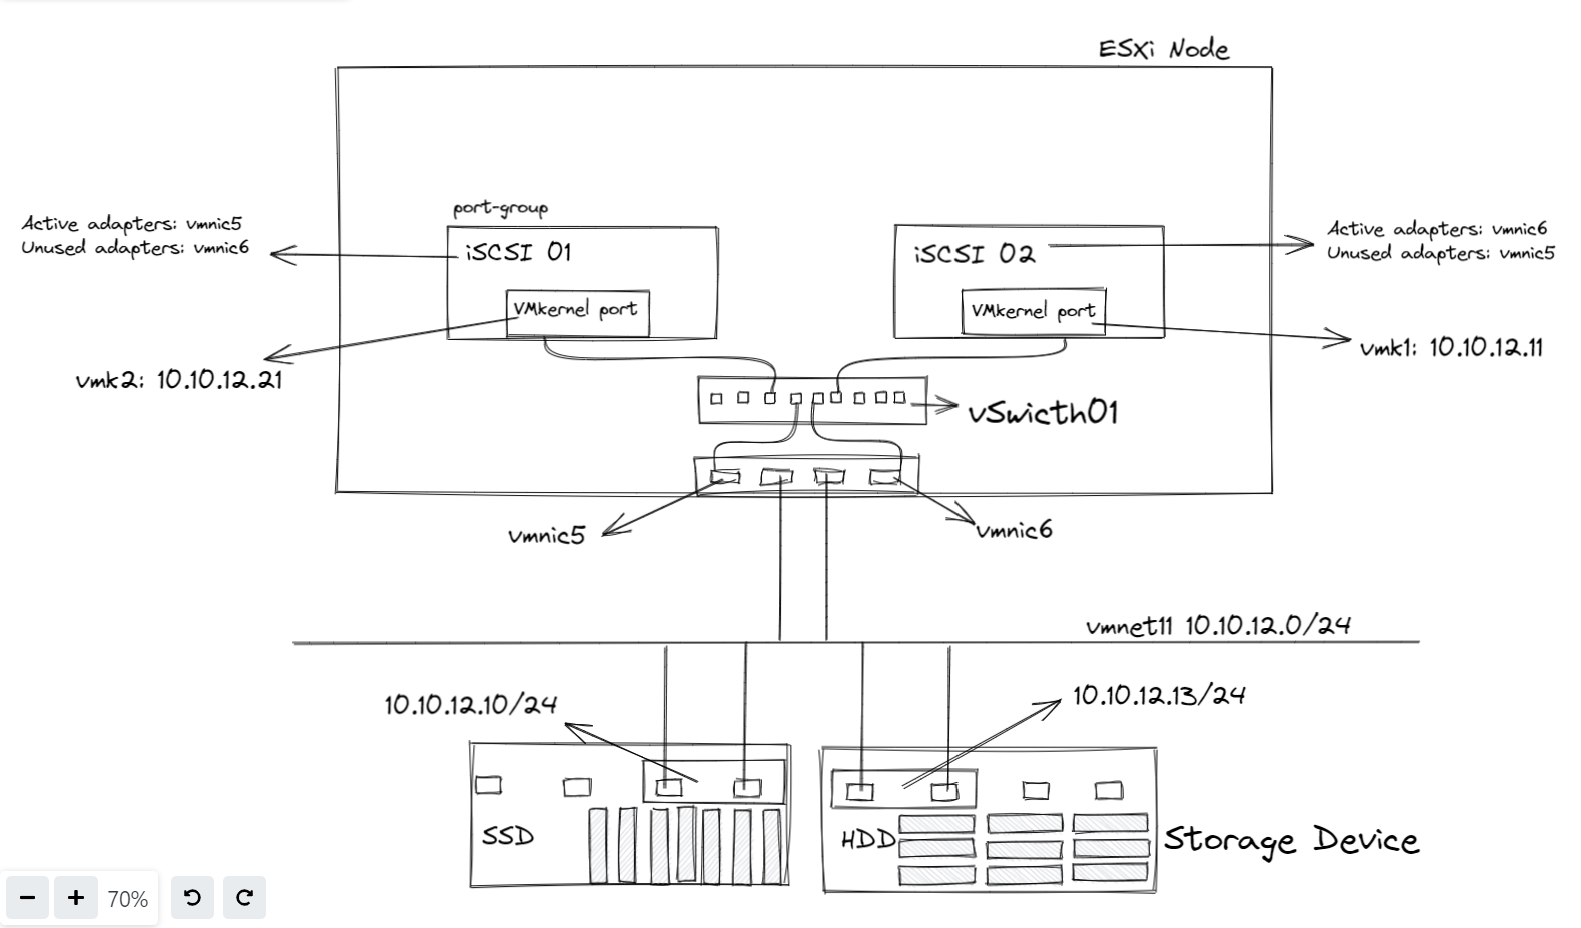 ESXi Node
port-group
Active adapters: vmnic5
Unused adapters: vmnic6
iSCSI 01
VMkernel port
vmk2: 10.10.12.21
iSCSI 02
VMkernel port
Active adapters: vmnic6
Unused adapters: vmnic5
vmk1: 10.10.12.11
vSwicth01
vmnic5
vmnic6
vmnet11 10.10.12.0/24
10.10.12.10/24
10.10.12.13/24
SSD
HDD
Storage Device
70%